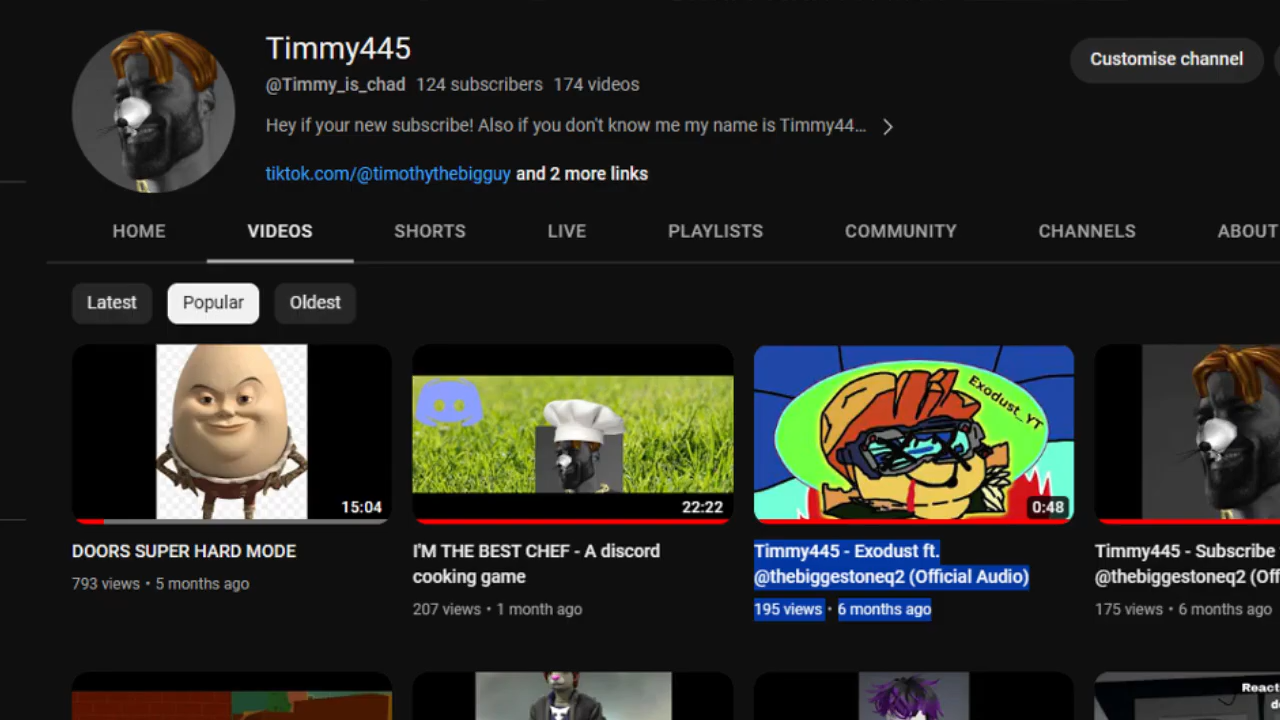 Timmy445
Customise channel
@Timmy_is_chad 124 subscribers 174 videos
Hey if your new subscribe! Also if you don't know me my name is Timmy44...
tiktok.com/@timothythebigguy and 2 more links
HOME VIDEOS SHORTS LIVE PLAYLISTS COMMUNITY CHANNELS ABOUT
Latest Popular Oldest
15:04
22:22
Exodust_YT
0:48
DOORS SUPER HARD MODE
793 views • 5 months ago
I'M THE BEST CHEF - A discord
cooking game
207 views • 1 month ago
Timmy445 - Exodust ft.
@thebiggestoneq2 (Official Audio)
195 views • 6 months ago
Timmy445 - Subscribe
@thebiggestoneq2 (Off
175 views • 6 months ago
React
d